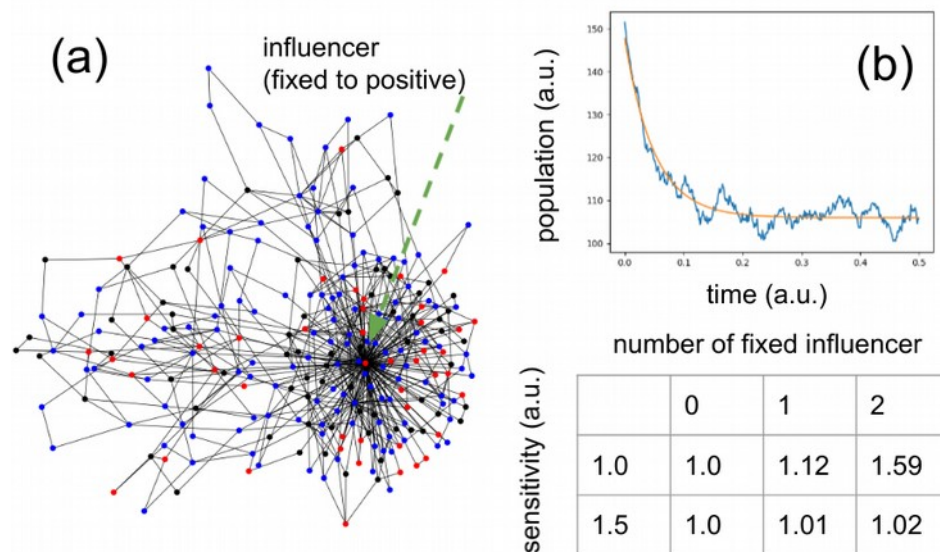 (a)
influencer
(fixed to positive)
(b)
population (a.u.)
150
140
130
120
110
100
0.0 0.1 0.2 0.3 0.4 0.5
time (a.u.)
number of fixed influencer
sensitivity (a.u.)
0 1 2
1.0 1.0 1.12 1.59
1.5 1.0 1.01 1.02